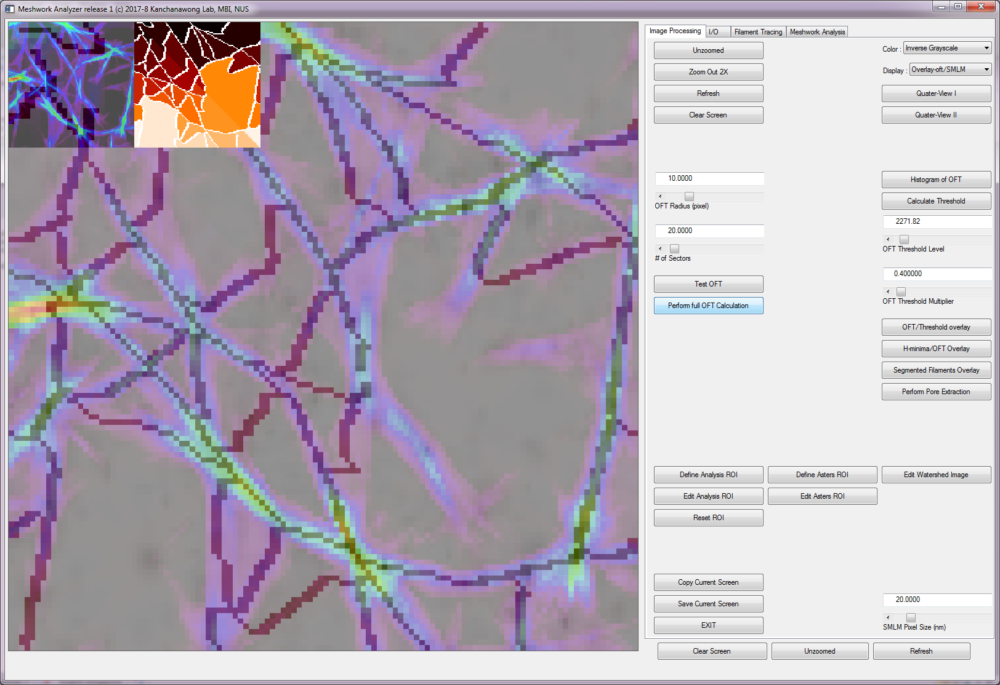 Meshwork Analyzer release 1 (c) 2017-8 Kanchanawong Lab, MBI, NUS
Image Processing I/O Filament Tracing Meshwork Analysis
Unzoomed
Zoom Out 2X
Refresh
Clear Screen
Color : Inverse Grayscale
Display : Overlay-oft/SMLM
Quater-View I
Quater-View II
10.0000
OFT Radius (pixel)
20.0000
# of Sectors
Test OFT
Perform full OFT Calculation
Histogram of OFT
Calculate Threshold
2271.82
OFT Threshold Level
0.400000
OFT Threshold Multiplier
OFT/Threshold overlay
H-minima/OFT Overlay
Segmented Filaments Overlay
Perform Pore Extraction
Define Analysis ROI Define Asters ROI Edit Watershed Image
Edit Analysis ROI Edit Asters ROI
Reset ROI
Copy Current Screen
Save Current Screen
EXIT
20.0000
SMLM Pixel Size (nm)
Clear Screen Unzoomed Refresh